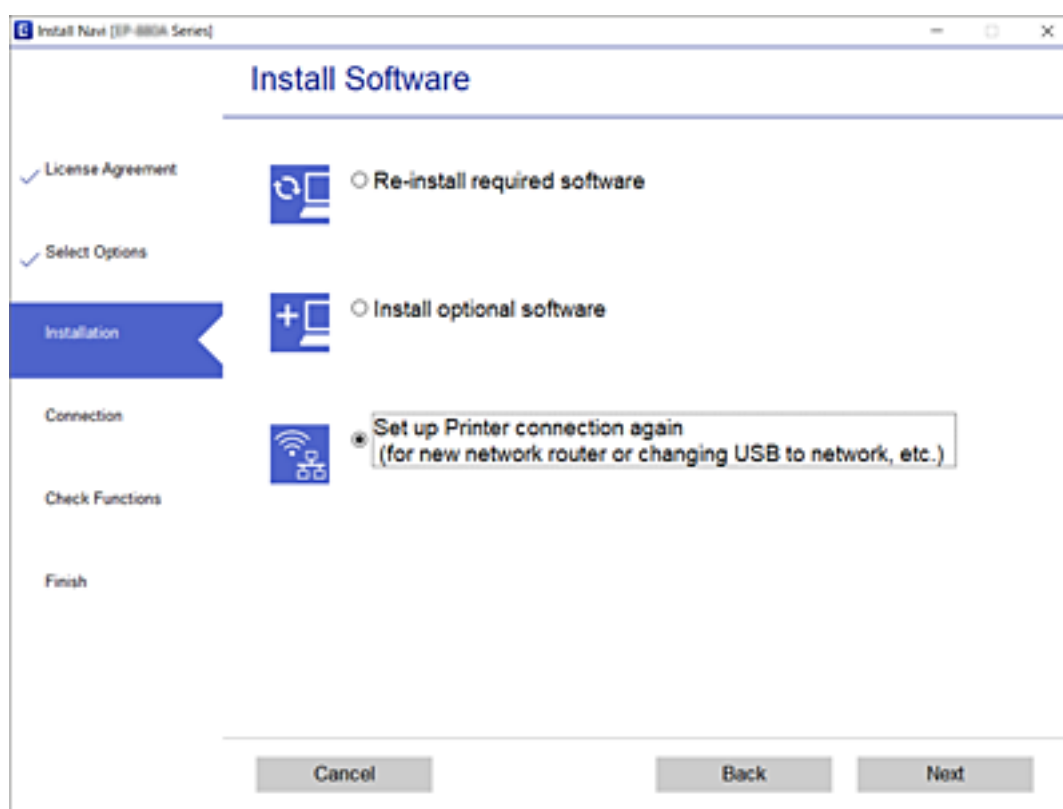 Install Navi [EP-880A Series]
Install Software
License Agreement
Select Options
Installation
Connection
Check Functions
Finish
Re-install required software
Install optional software
Set up Printer connection again
(for new network router or changing USB to network, etc.)
Cancel
Back
Next